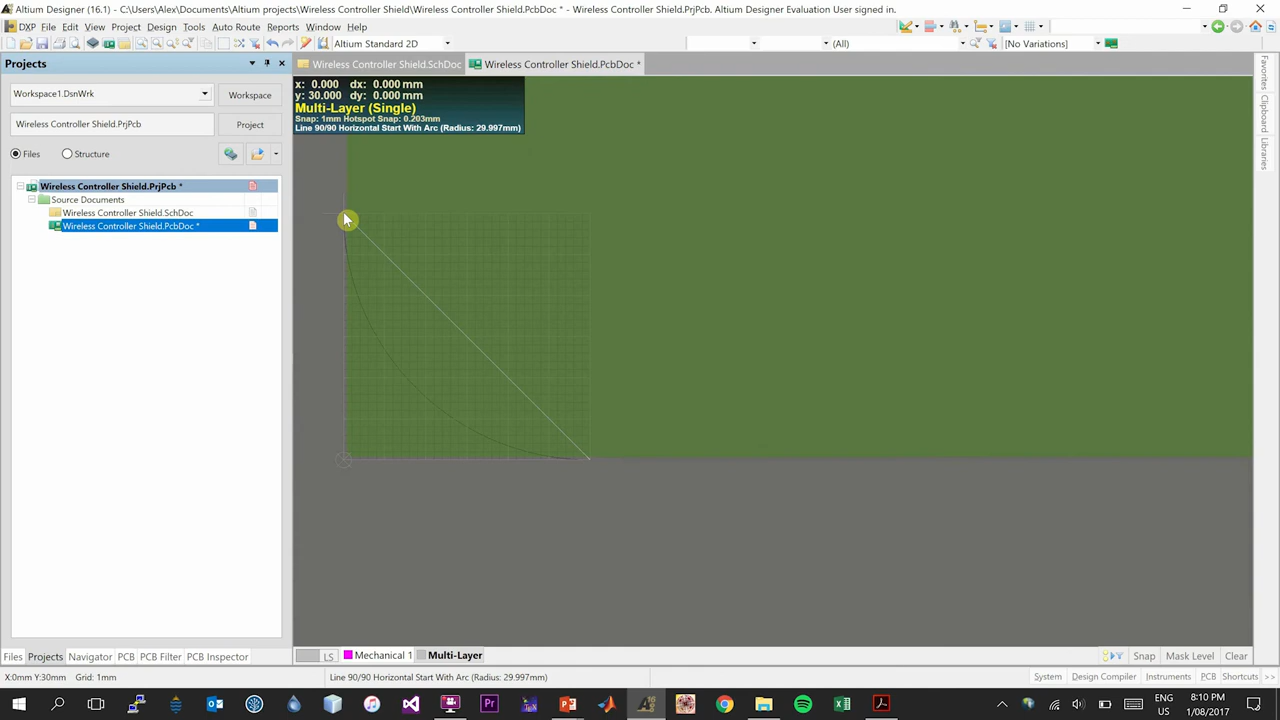 Altium Designer (16.1) - C:\Users\Alex\Documents\Altium projects\Wireless Controller Shield\Wireless Controller Shield.PcbDoc * - Wireless Controller Shield.PrjPcb. Altium Designer Evaluation User signed in.
DXP File Edit View Project Design Tools Auto Route Reports Window Help
Altium Standard 2D (All) [No Variations]
Projects
Wireless Controller Shield.SchDoc Wireless Controller Shield.PcbDoc *
x: 0.000 dx: 0.000 mm
y: 30.000 dy: 0.000 mm
Multi-Layer (Single)
Snap: 1mm Hotspot Snap: 0.203mm
Line 90/90 Horizontal Start With Arc (Radius: 29.997mm)
Workspace1.DsnWrk Workspace
Wireless Controller Shield.PrjPcb Project
Files Structure
Wireless Controller Shield.PrjPcb *
Source Documents
Wireless Controller Shield.SchDoc
Wireless Controller Shield.PcbDoc *
Favorites
Clipboard
Libraries
Files Projects Navigator PCB PCB Filter PCB Inspector
LS Mechanical 1 Multi-Layer
Snap Mask Level Clear
X:0mm Y:30mm Grid: 1mm
Line 90/90 Horizontal Start With Arc (Radius: 29.997mm)
System Design Compiler Instruments PCB Shortcuts >>
ENG
US
8:10 PM
1/08/2017